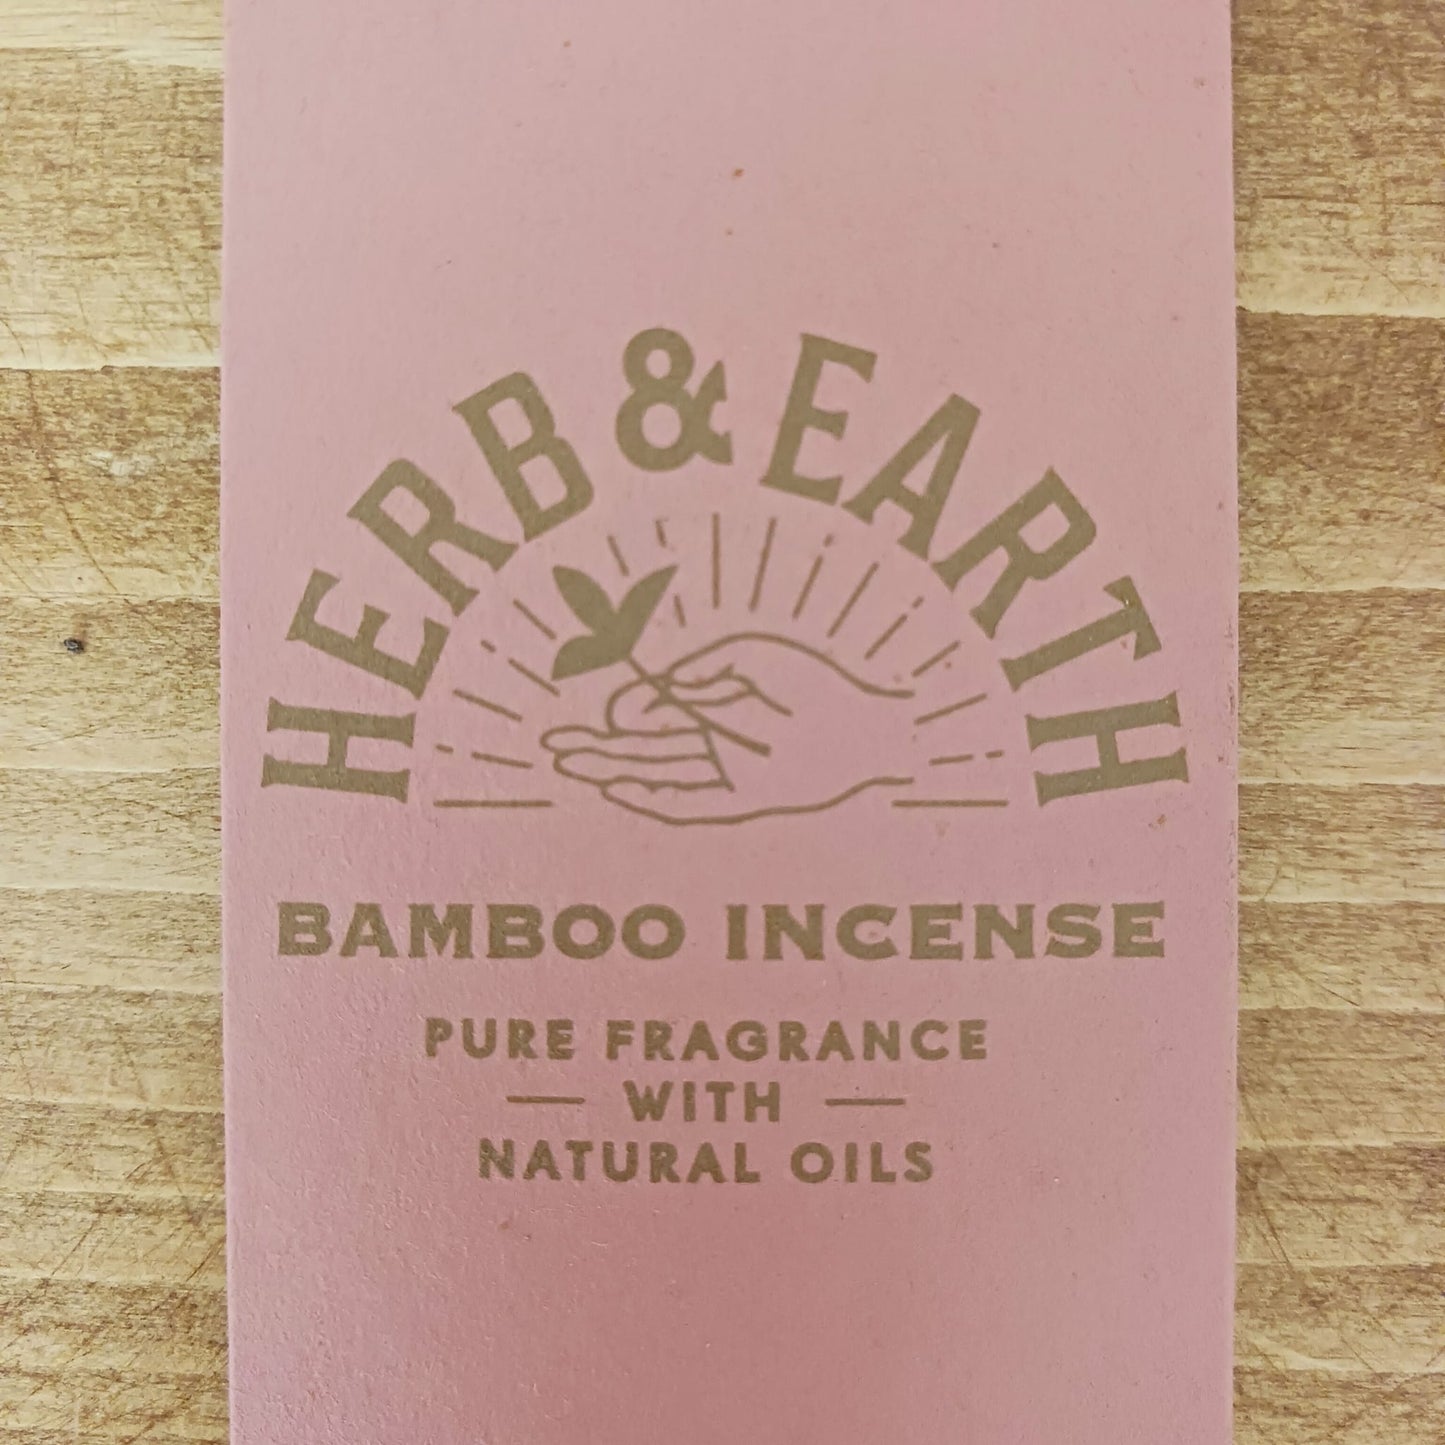 HERB & EARTH
BAMBOO INCENSE
PURE FRAGRANCE
— WITH —
NATURAL OILS